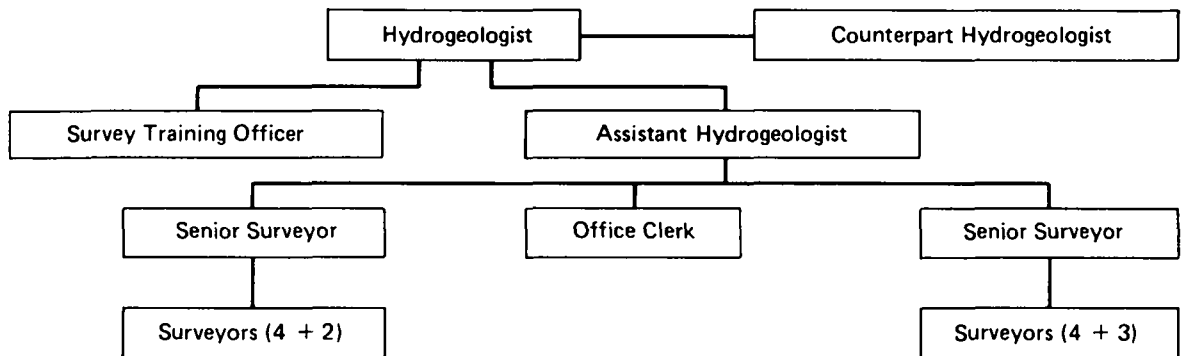 Hydrogeologist
Counterpart Hydrogeologist
Survey Training Officer
Assistant Hydrogeologist
Senior Surveyor
Office Clerk
Senior Surveyor
Surveyors (4 + 2)
Surveyors (4 + 3)